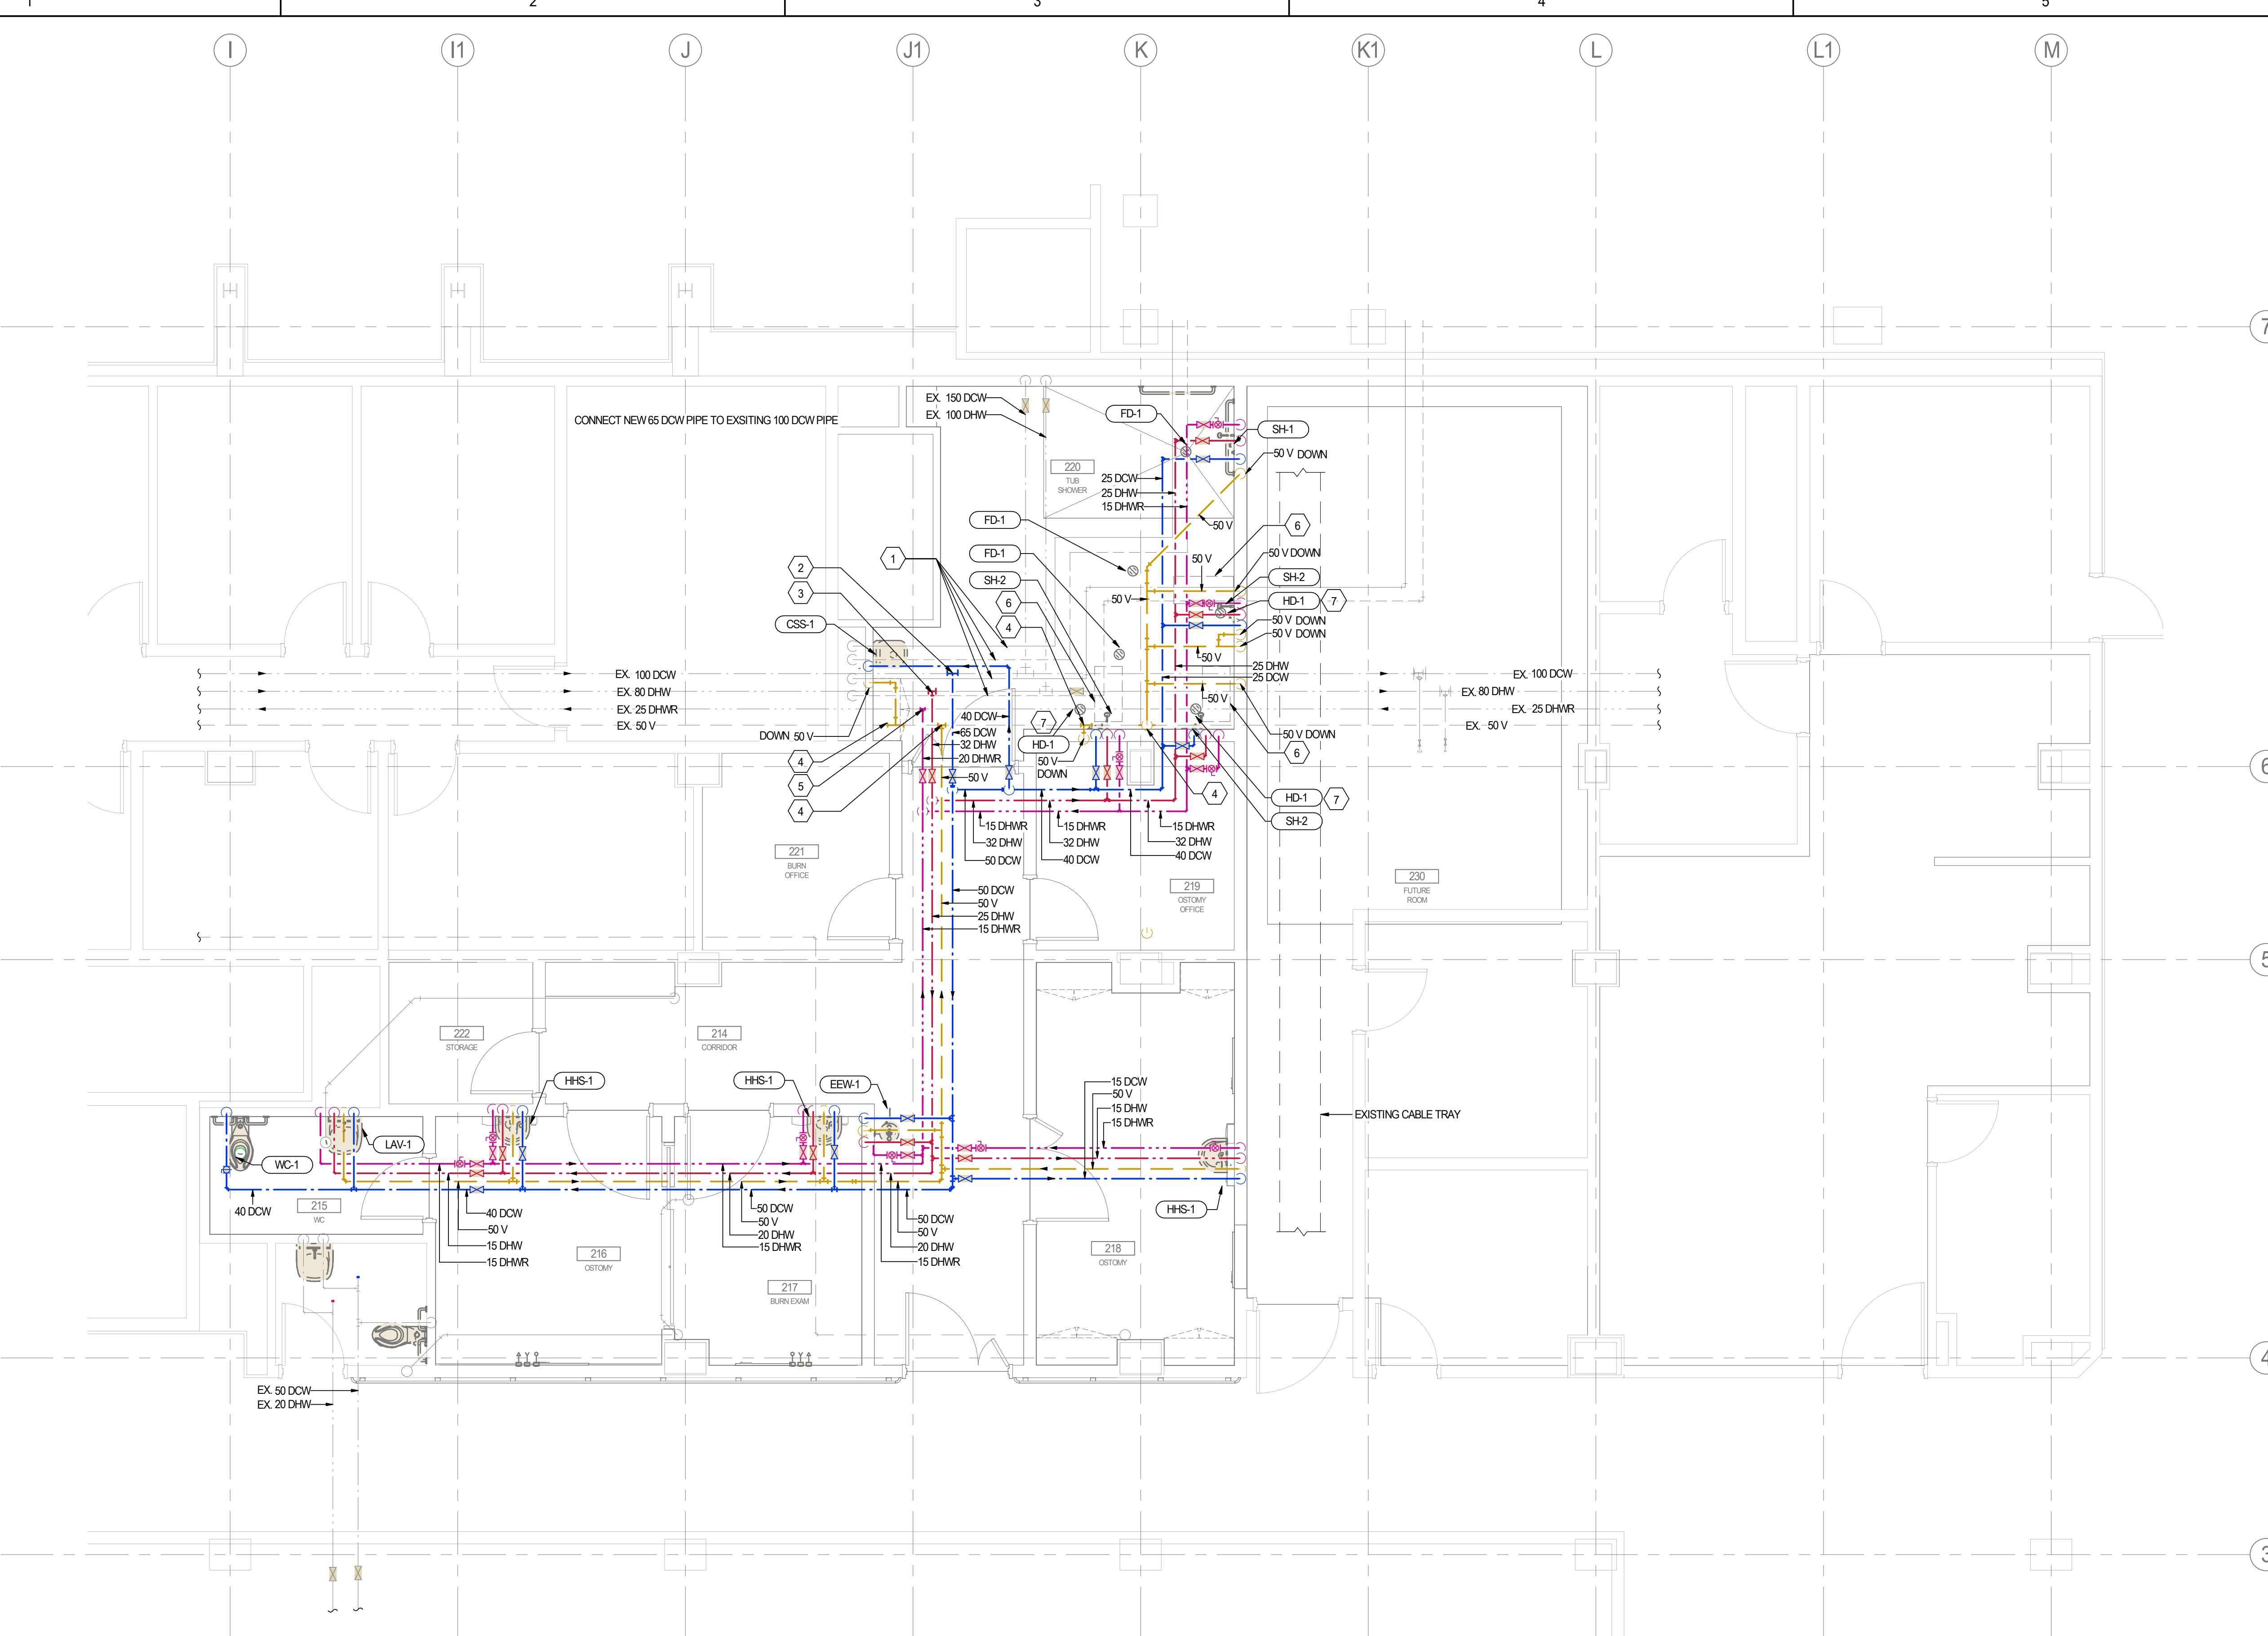 1 2 3 4 5
I I1 J J1 K K1 L L1 M
7
EX. 150 DCW
EX. 100 DHW
CONNECT NEW 65 DCW PIPE TO EXSITING 100 DCW PIPE
FD-1
SH-1
50 V DOWN
220
TUB
SHOWER
25 DCW
25 DHW
15 DHWR
FD-1
50 V
6
FD-1
1
2
50 V
50 V DOWN
SH-2
SH-2
3
6
50 V
HD-1
7
CSS-1
4
50 V DOWN
50 V DOWN
50 V
25 DHW
25 DCW
EX. 100 DCW
EX. 80 DHW
EX. 25 DHWR
EX. 50 V
EX. 100 DCW
EX. 80 DHW
EX. 25 DHWR
EX. 50 V
50 V
40 DCW
7
65 DCW
DOWN 50 V
50 V DOWN
32 DHW
HD-1
20 DHWR
6
4
50 V
DOWN
50 V
5
4
HD-1
7
4
SH-2
6
15 DHWR
32 DHW
50 DCW
15 DHWR
32 DHW
40 DCW
15 DHWR
32 DHW
40 DCW
221
BURN
OFFICE
219
OSTOMY
OFFICE
230
FUTURE
ROOM
50 DCW
50 V
25 DHW
15 DHWR
5
222
STORAGE
214
CORRIDOR
HHS-1
HHS-1
EEW-1
15 DCW
50 V
15 DHW
15 DHWR
EXISTING CABLE TRAY
LAV-1
WC-1
HHS-1
40 DCW
215
WC
40 DCW
50 V
15 DHW
15 DHWR
50 DCW
50 V
20 DHW
15 DHWR
50 DCW
50 V
20 DHW
15 DHWR
216
OSTOMY
217
BURN EXAM
218
OSTOMY
4
EX. 50 DCW
EX. 20 DHW
3